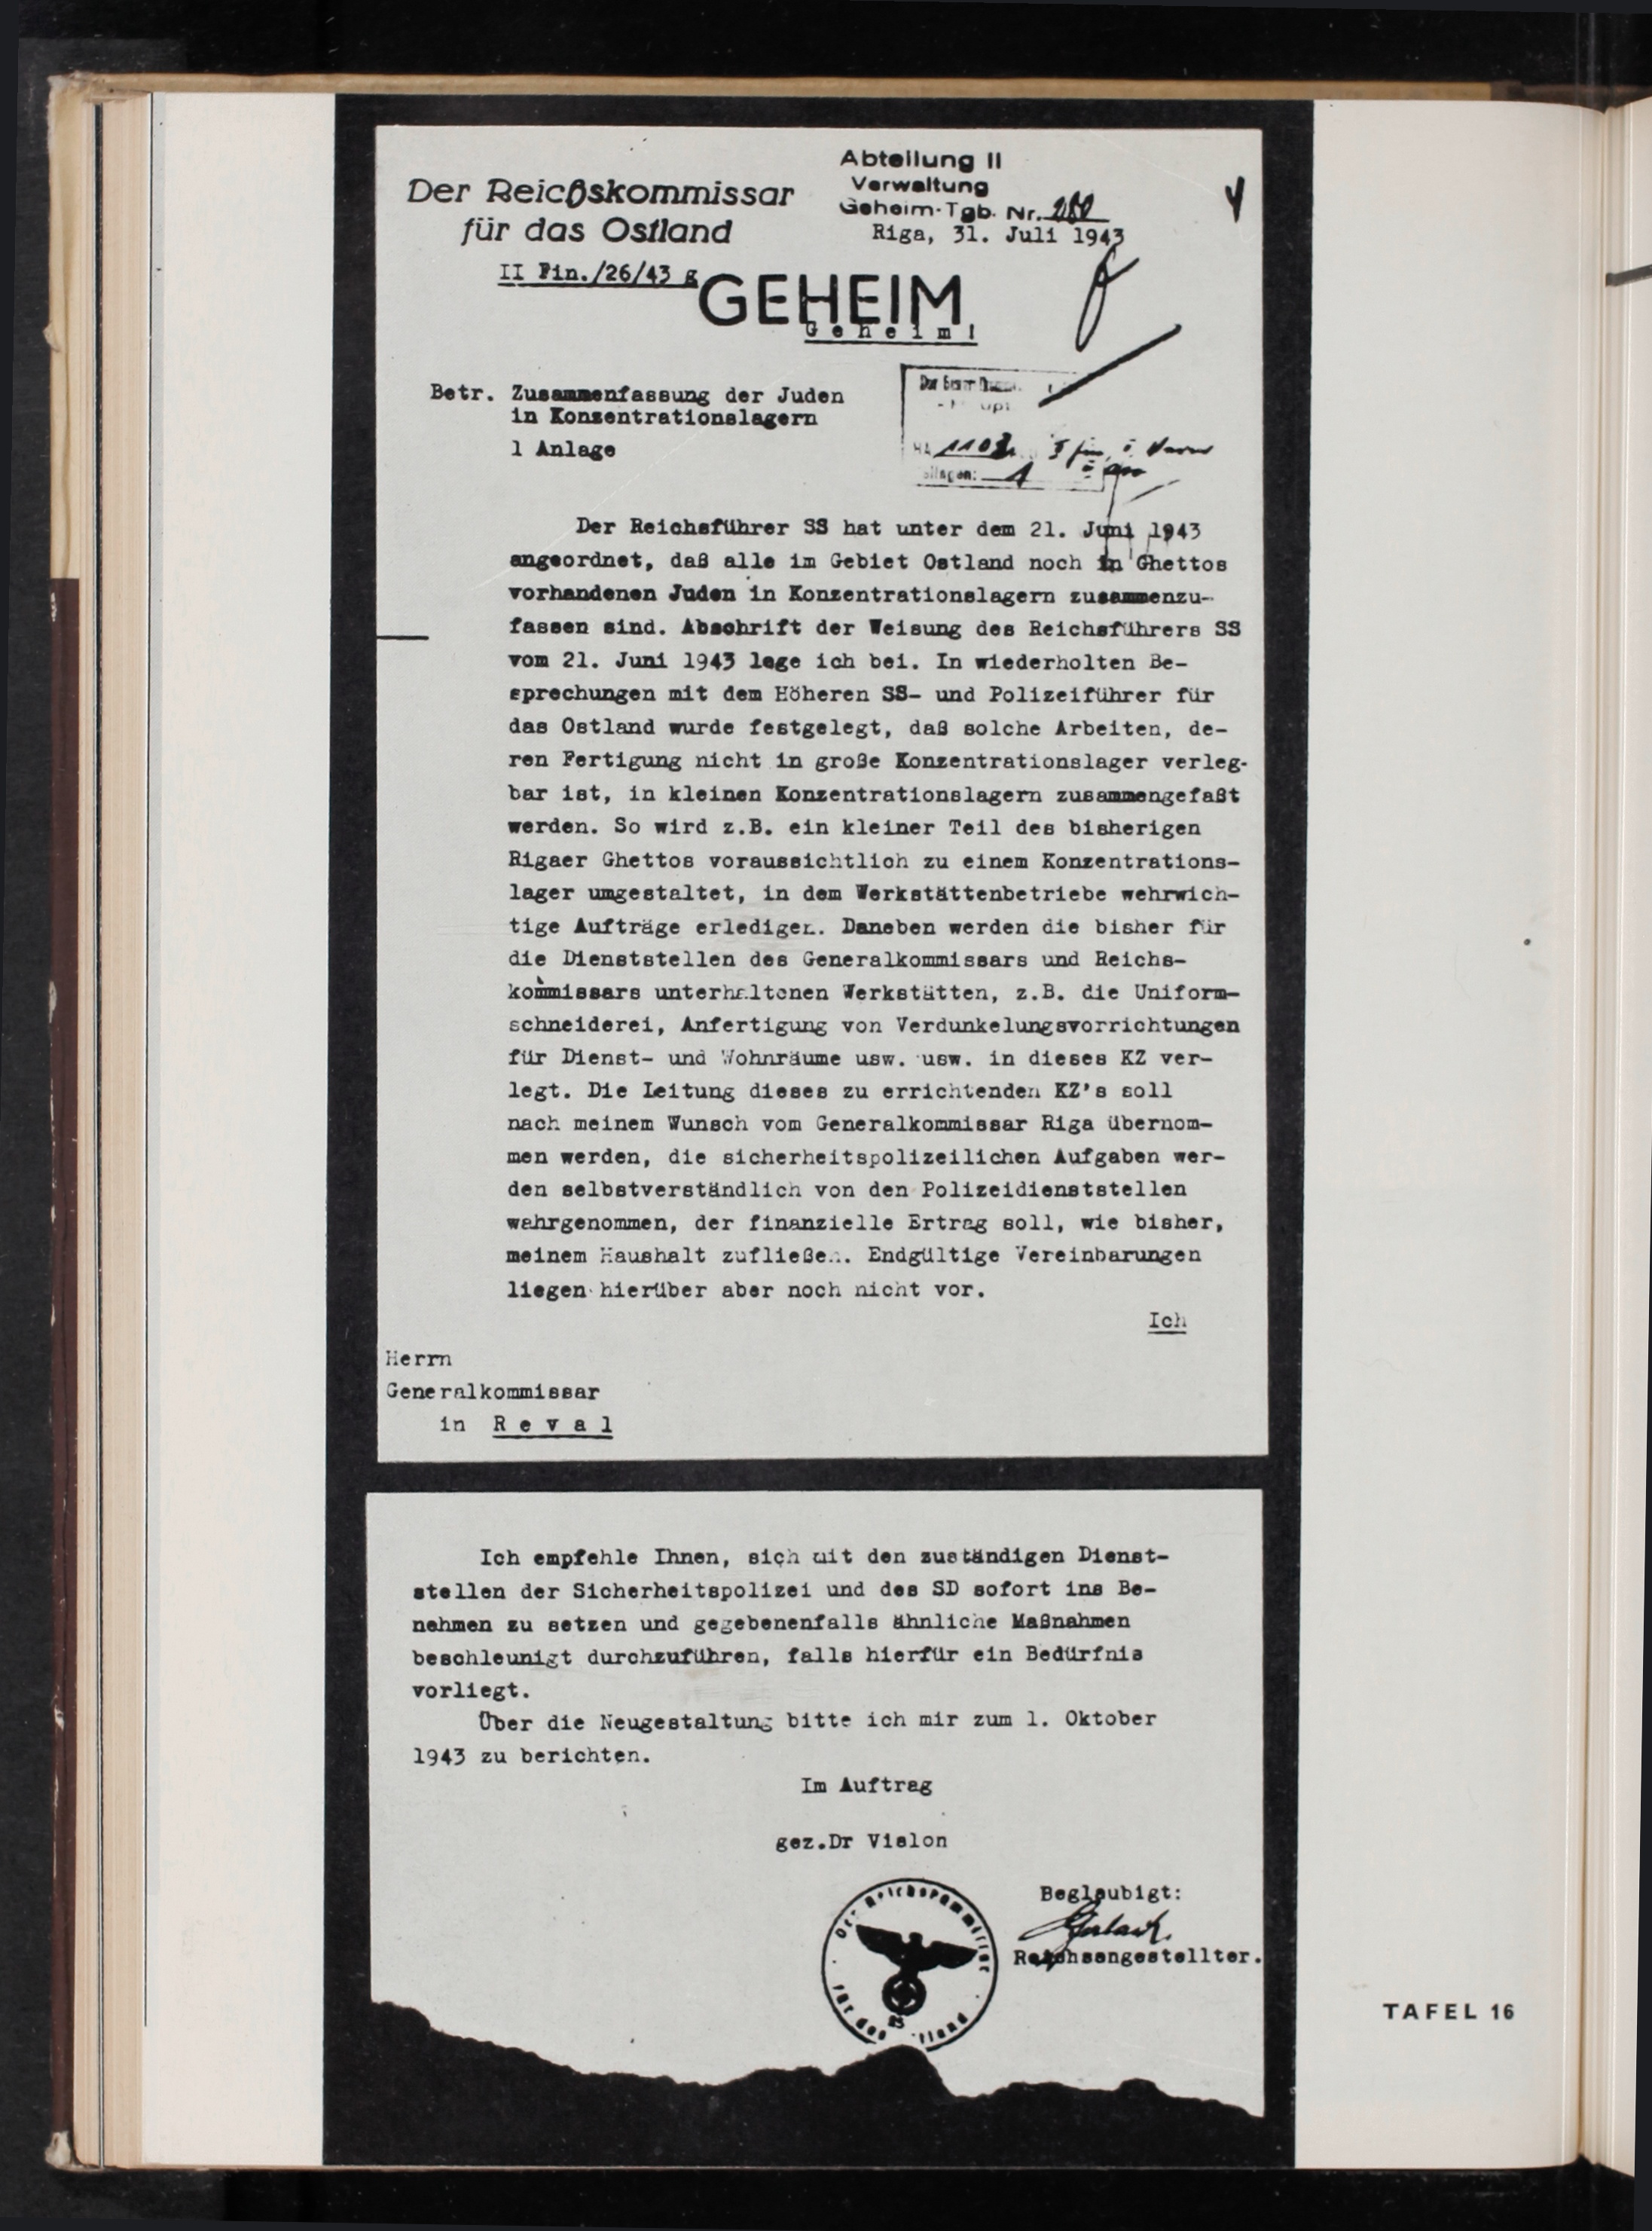 Der Reichskommissar
für das Ostland
II Fin./26/43 g
Abteilung II
Verwaltung
Geheim-Tgb. Nr. 280
Riga, 31. Juli 1943
GEHEIM
Geheim!
Betr. Zusammenfassung der Juden
in Konzentrationslagern
1 Anlage
1
Der Reichsführer SS hat unter dem 21. Juni 1943
angeordnet, daß alle im Gebiet Ostland noch in Ghettos
vorhandenen Juden in Konzentrationslagern zusammenzu-
fassen sind. Abschrift der Weisung des Reichsführers SS
vom 21. Juni 1943 lege ich bei. In wiederholten Be-
sprechungen mit dem Höheren SS- und Polizeiführer für
das Ostland wurde festgelegt, daß solche Arbeiten, de-
ren Fertigung nicht in große Konzentrationslager verleg-
bar ist, in kleinen Konzentrationslagern zusammengefaßt
werden. So wird z.B. ein kleiner Teil des bisherigen
Rigaer Ghettos voraussichtlich zu einem Konzentrations-
lager umgestaltet, in dem Werkstättenbetriebe wehrwich-
tige Aufträge erledigen. Daneben werden die bisher für
die Dienststellen des Generalkommissars und Reichs-
kommissars unterhaltenen Werkstätten, z.B. die Uniform-
schneiderei, Anfertigung von Verdunkelungsvorrichtungen
für Dienst- und Wohnräume usw. usw. in dieses KZ ver-
legt. Die Leitung dieses zu errichtenden KZ's soll
nach meinem Wunsch vom Generalkommissar Riga übernom-
men werden, die sicherheitspolizeilichen Aufgaben wer-
den selbstverständlich von den Polizeidienststellen
wahrgenommen, der finanzielle Ertrag soll, wie bisher,
meinem Haushalt zufließen. Endgültige Vereinbarungen
liegen hierüber aber noch nicht vor.
Ich
Herrn
Generalkommissar
in Reval
Ich empfehle Ihnen, sich mit den zuständigen Dienst-
stellen der Sicherheitspolizei und des SD sofort ins Be-
nehmen zu setzen und gegebenenfalls ähnliche Maßnahmen
beschleunigt durchzuführen, falls hierfür ein Bedürfnis
vorliegt.
Über die Neugestaltung bitte ich mir zum 1. Oktober
1943 zu berichten.
Im Auftrag
gez.Dr Vialon
Beglaubigt:
Reichsangestellter.
Der Reichskommissar
für das Ostland
TAFEL 16